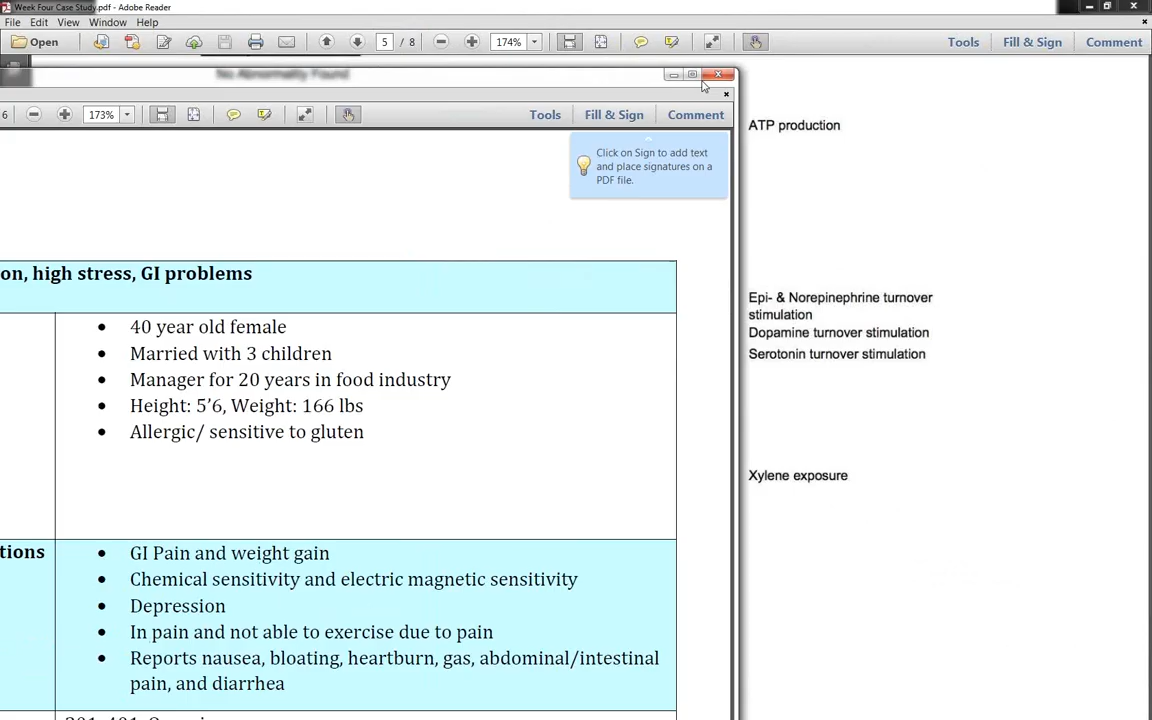 Week Four Case Study.pdf - Adobe Reader
File Edit View Window Help
Open 5 / 8 174% Tools Fill & Sign Comment
No Abnormality Found
6 173% Tools Fill & Sign Comment
Click on Sign to add text
and place signatures on a
PDF file.
ATP production
on, high stress, GI problems
• 40 year old female
• Married with 3 children
• Manager for 20 years in food industry
• Height: 5’6, Weight: 166 lbs
• Allergic/ sensitive to gluten
Epi- & Norepinephrine turnover
stimulation
Dopamine turnover stimulation
Serotonin turnover stimulation
Xylene exposure
tions
• GI Pain and weight gain
• Chemical sensitivity and electric magnetic sensitivity
• Depression
• In pain and not able to exercise due to pain
• Reports nausea, bloating, heartburn, gas, abdominal/intestinal
pain, and diarrhea